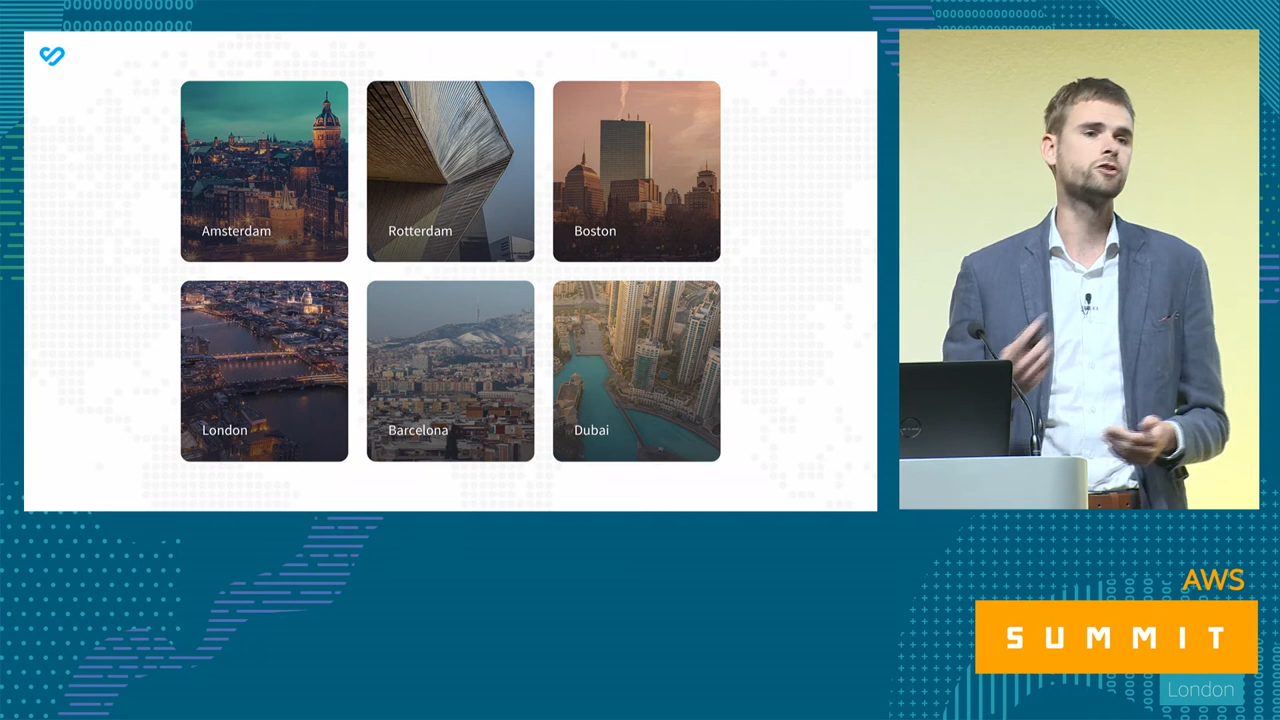 Amsterdam
Rotterdam
Boston
London
Barcelona
Dubai
AWS
SUMMIT
London